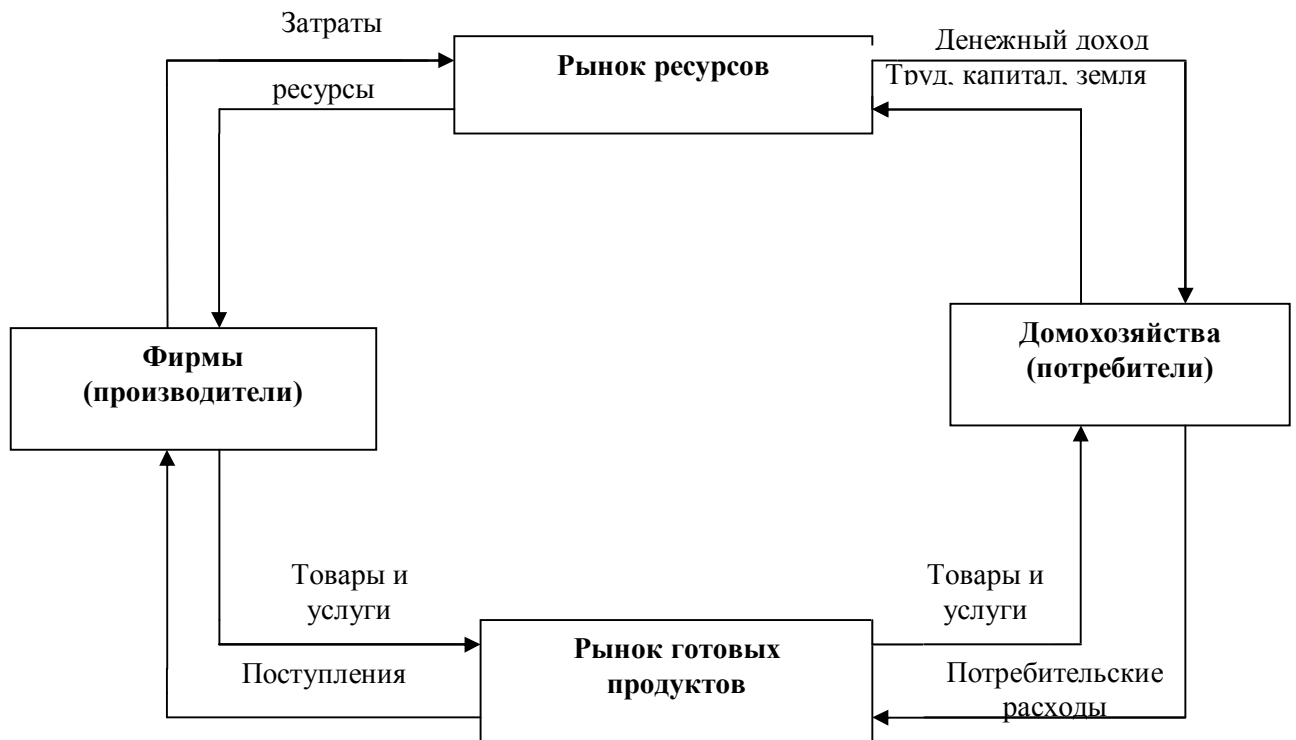 Затраты
Рынок ресурсов
Денежный доход
Труд, капитал, земля
ресурсы
Фирмы
(производители)
Домохозяйства
(потребители)
Товары и
услуги
Товары и
услуги
Рынок готовых
продуктов
Поступления
Потребительские
расходы